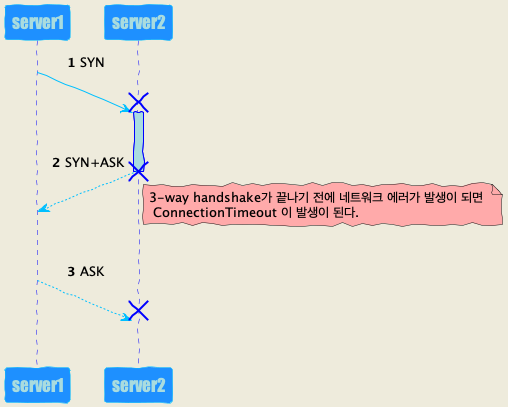 server1 server2
1 SYN
2 SYN+ASK
3-way handshake가 끝나기 전에 네트워크 에러가 발생이 되면
ConnectionTimeout 이 발생이 된다.
3 ASK
server1 server2